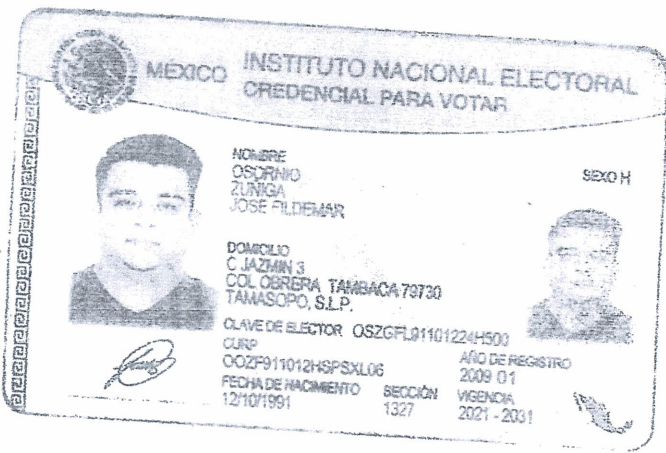 MÉXICO INSTITUTO NACIONAL ELECTORAL
CREDENCIAL PARA VOTAR
NOMBRE
OSORNIO
ZUÑIGA
JOSE FILDEMAR
SEXO H
DOMICILIO
C JAZMIN 3
COL OBRERA TAMBACA 79730
TAMASOPO, S.L.P.
CLAVE DE ELECTOR OSZGFL91101224H500
CURP
OOZF911012HSPSXL06
AÑO DE REGISTRO
2009 01
FECHA DE NACIMIENTO
12/10/1991
SECCIÓN
1327
VIGENCIA
2021 - 2031